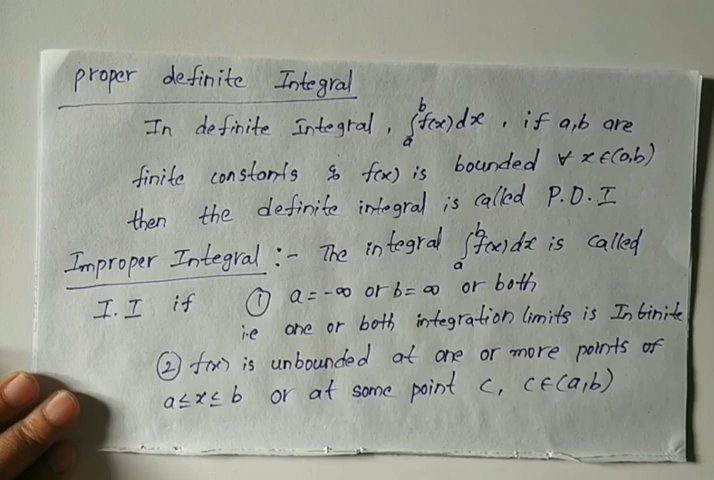 proper definite Integral
In definite Integral, ∫ₐᵇ f(x)dx, if a,b are
finite constants & f(x) is bounded ∀ x∈(a,b)
then the definite integral is called P.D.I
Improper Integral :- The integral ∫ₐᵇ f(x)dx is called
I.I if ① a = -∞ or b = ∞ or both
i.e one or both integration limits is Infinite
② f(x) is unbounded at one or more points of
a ≤ x ≤ b or at some point c, c∈(a,b)